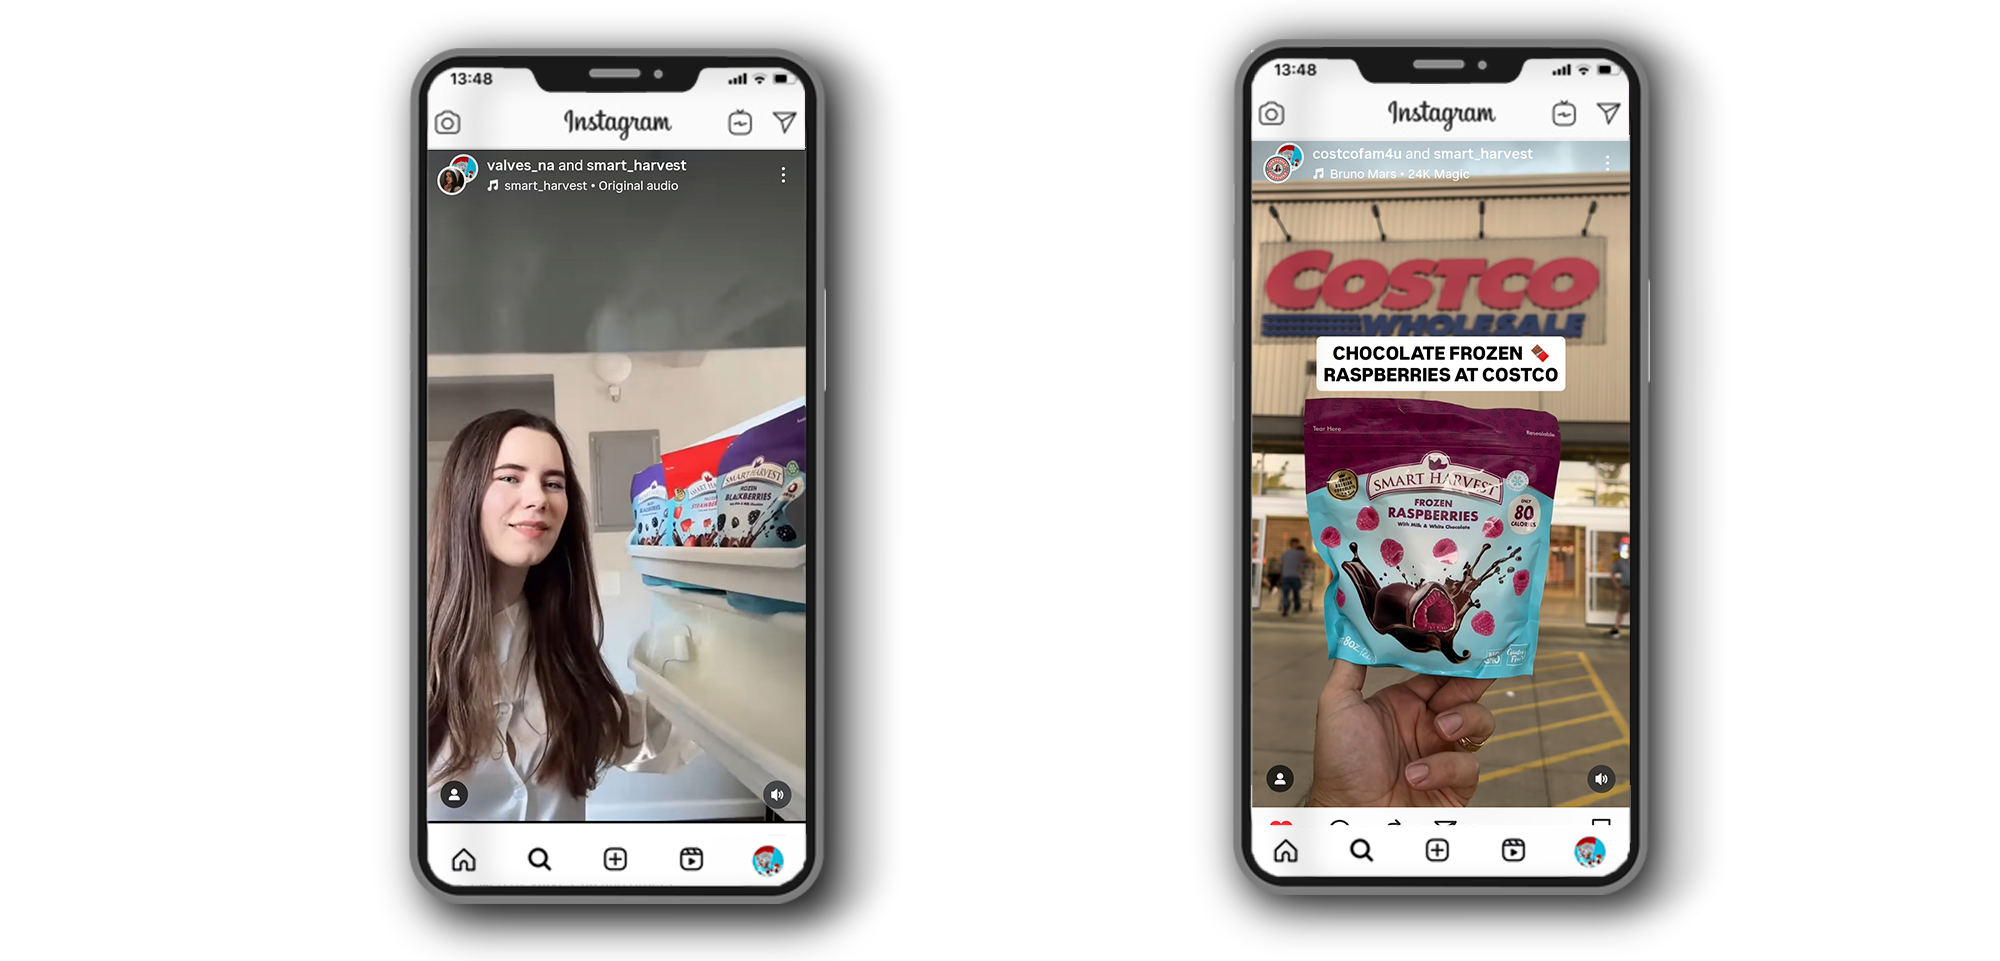 13:48
Instagram
valves_na and smart_harvest
smart_harvest • Original audio
SMART HARVEST
FROZEN
BLACKBERRIES
13:48
Instagram
costcofam4u and smart_harvest
Bruno Mars • 24K Magic
COSTCO
WHOLESALE
CHOCOLATE FROZEN
RASPBERRIES AT COSTCO
Tear Here
Resealable
SMART HARVEST
FROZEN
RASPBERRIES
With Milk & White Chocolate
ONLY
80
CALORIES